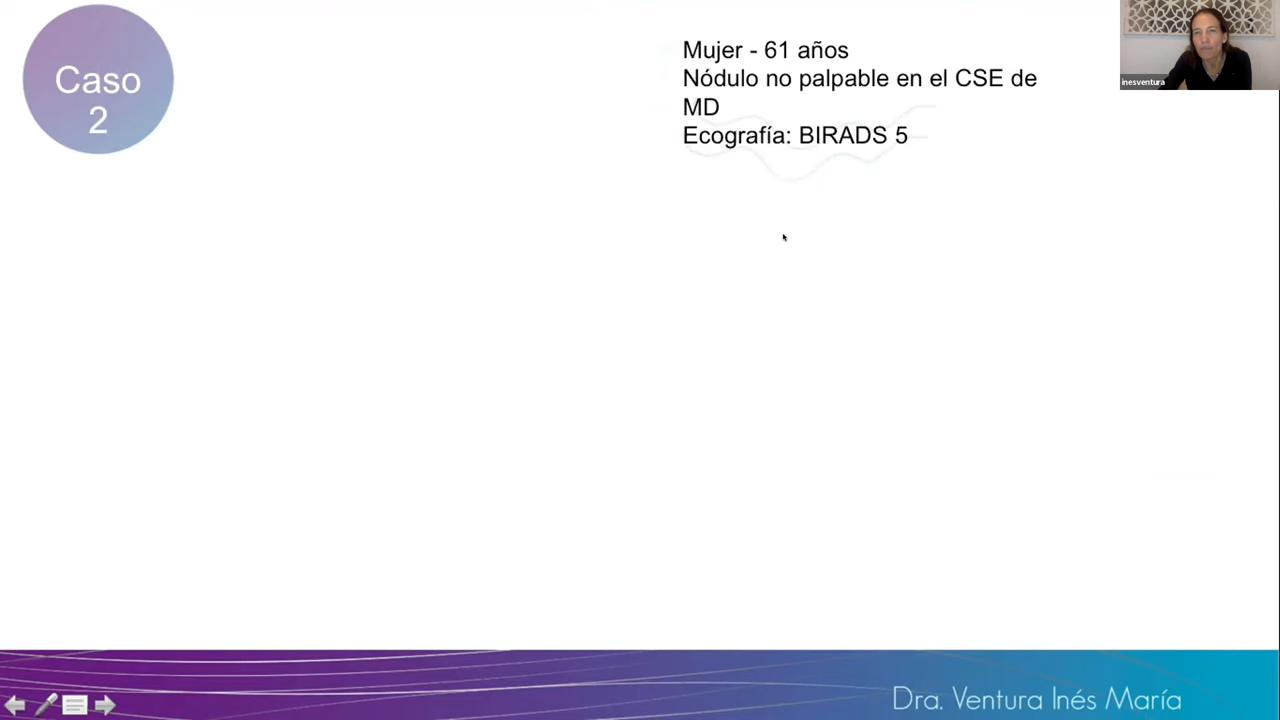 Caso
2
Mujer - 61 años
Nódulo no palpable en el CSE de
MD
Ecografía: BIRADS 5
inesventura
Dra. Ventura Inés María